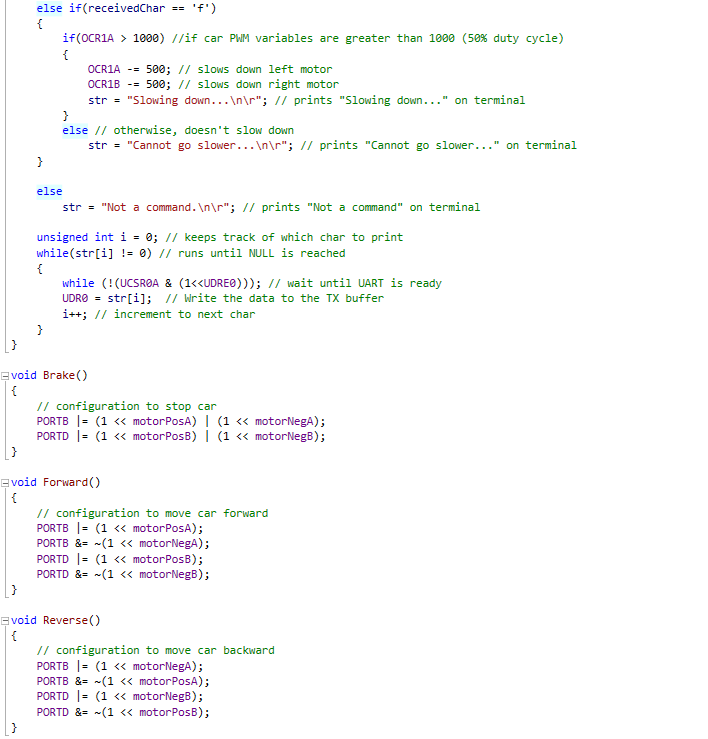 else if(receivedChar == 'f')
{
if(OCR1A > 1000) //if car PWM variables are greater than 1000 (50% duty cycle)
{
OCR1A -= 500; // slows down left motor
OCR1B -= 500; // slows down right motor
str = "Slowing down...\n\r"; // prints "Slowing down..." on terminal
}
else // otherwise, doesn't slow down
str = "Cannot go slower...\n\r"; // prints "Cannot go slower..." on terminal
}
else
str = "Not a command.\n\r"; // prints "Not a command" on terminal
unsigned int i = 0; // keeps track of which char to print
while(str[i] != 0) // runs until NULL is reached
{
while (!(UCSR0A & (1<<UDRE0))); // wait until UART is ready
UDR0 = str[i];  // Write the data to the TX buffer
i++; // increment to next char
}
}
void Brake()
{
// configuration to stop car
PORTB |= (1 << motorPosA) | (1 << motorNegA);
PORTD |= (1 << motorPosB) | (1 << motorNegB);
}
void Forward()
{
// configuration to move car forward
PORTB |= (1 << motorPosA);
PORTB &= ~(1 << motorNegA);
PORTD |= (1 << motorPosB);
PORTD &= ~(1 << motorNegB);
}
void Reverse()
{
// configuration to move car backward
PORTB |= (1 << motorNegA);
PORTB &= ~(1 << motorPosA);
PORTD |= (1 << motorNegB);
PORTD &= ~(1 << motorPosB);
}